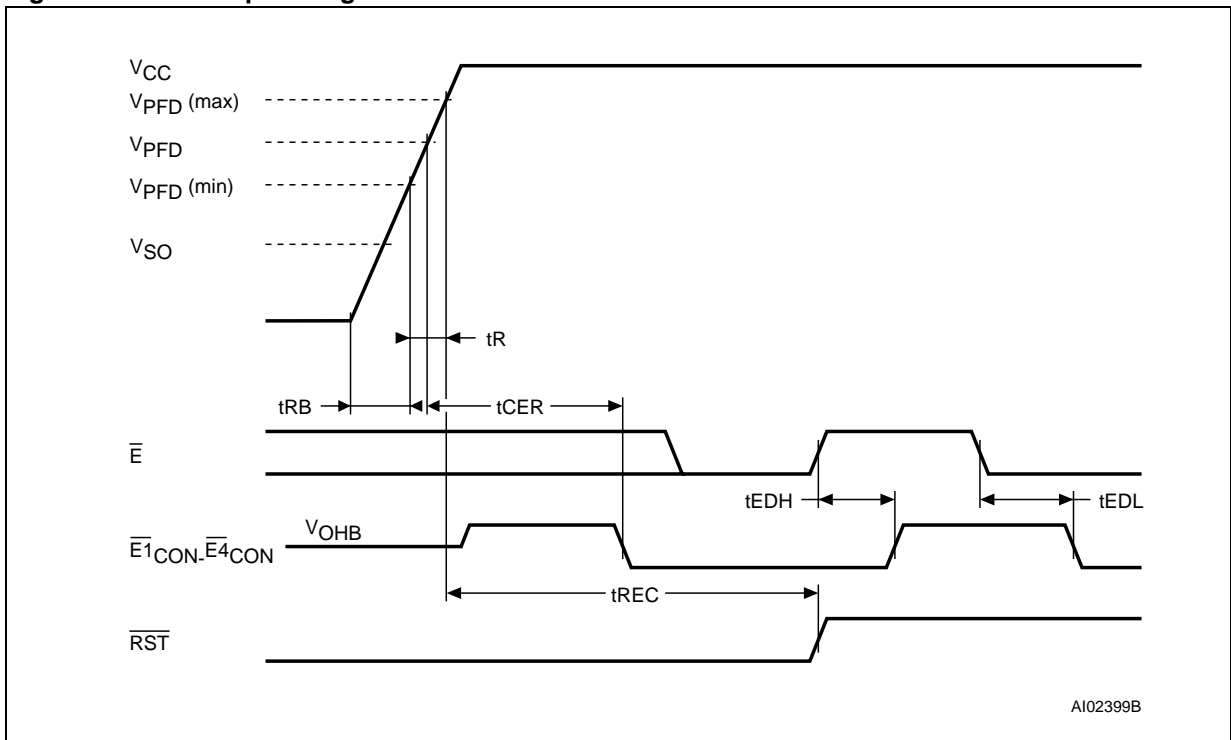 VCC
VPFD (max)
VPFD
VPFD (min)
VSO
tR
tRB
tCER
E
tEDH
tEDL
VOHB
E1CON-E4CON
tREC
RST
AI02399B